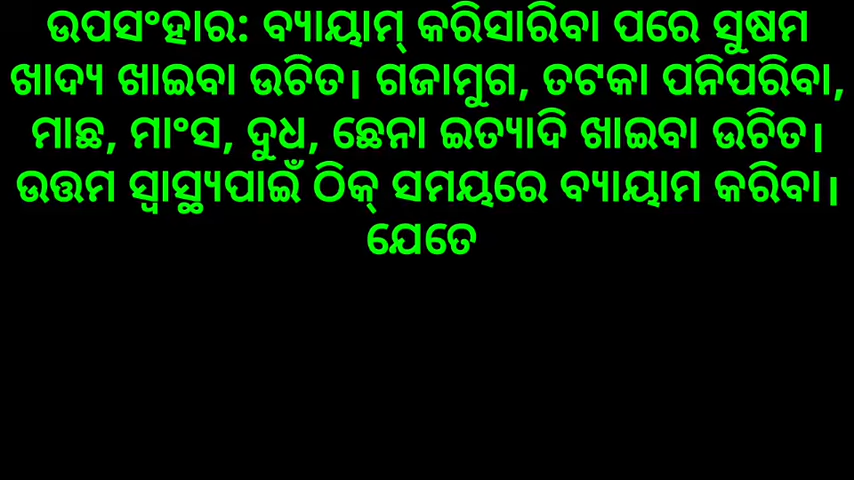 ଉପସଂହାର: ବ୍ୟାୟାମ୍ କରିସାରିବା ପରେ ସୁଷମ
ଖାଦ୍ୟ ଖାଇବା ଉଚିତ। ଗଜାମୁଗ, ତଟକା ପନିପରିବା,
ମାଛ, ମାଂସ, ଦୁଧ, ଛେନା ଇତ୍ୟାଦି ଖାଇବା ଉଚିତ।
ଉତ୍ତମ ସ୍ୱାସ୍ଥ୍ୟପାଇଁ ଠିକ୍ ସମୟରେ ବ୍ୟାୟାମ କରିବା।
ଯେତେ